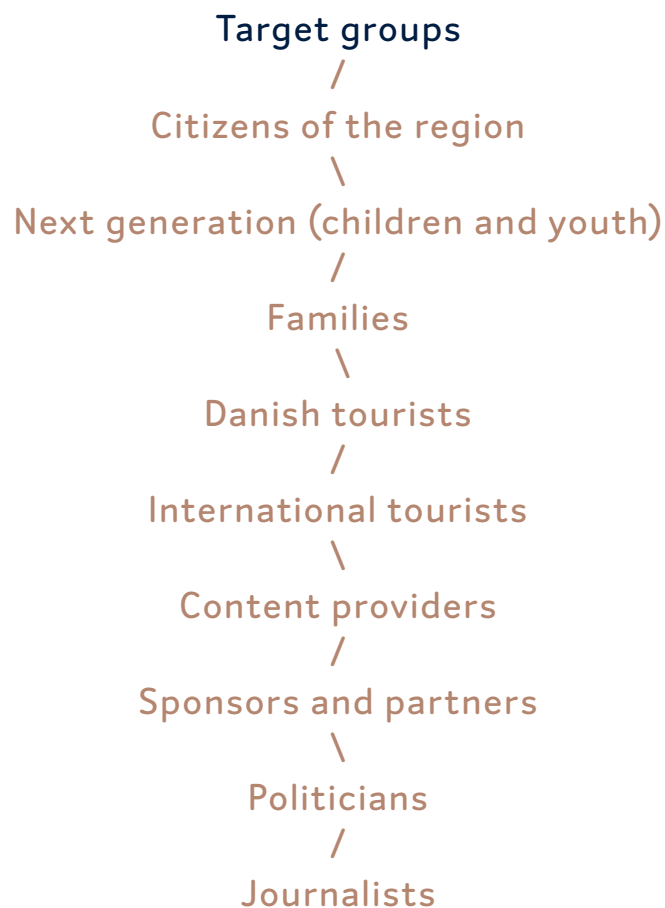 Target groups
/
Citizens of the region
\
Next generation (children and youth)
/
Families
\
Danish tourists
/
International tourists
\
Content providers
/
Sponsors and partners
\
Politicians
/
Journalists